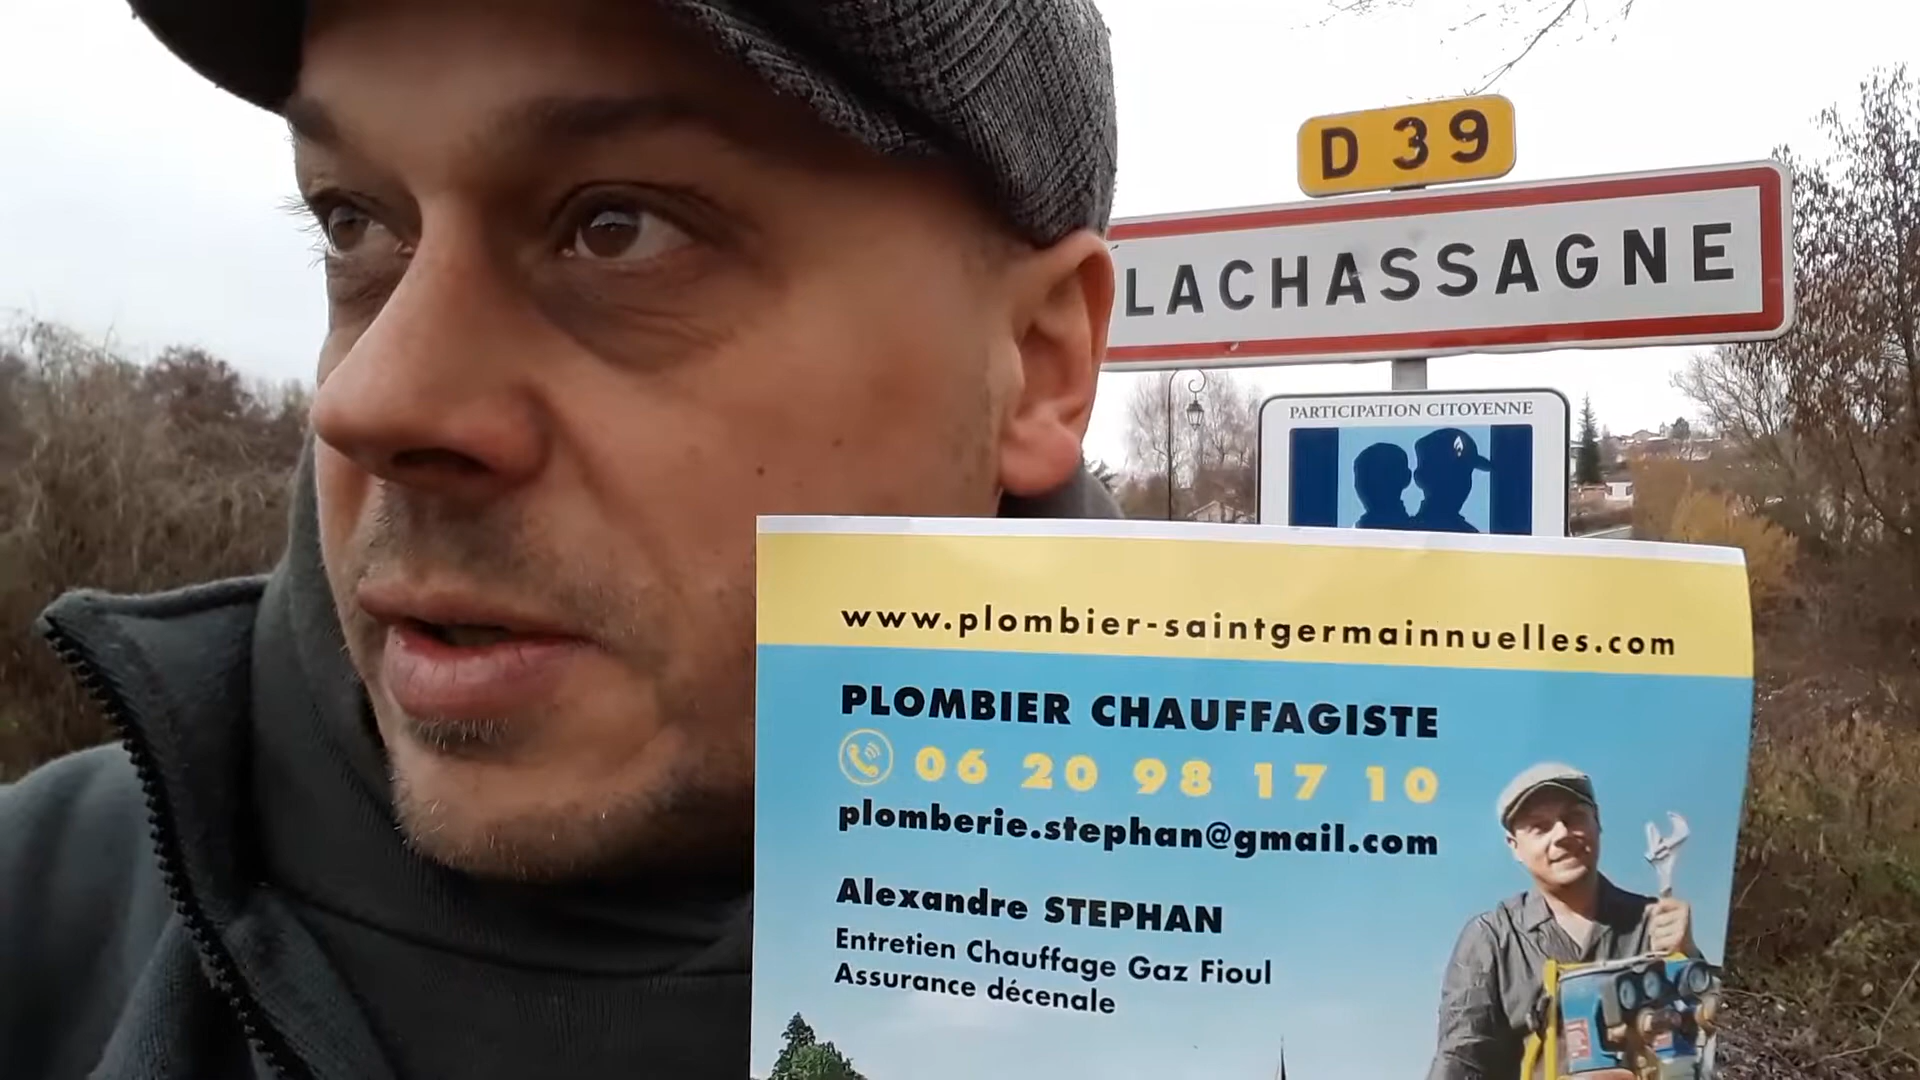 D 39
LACHASSAGNE
PARTICIPATION CITOYENNE
www.plombier-saintgermainnuelles.com
PLOMBIER CHAUFFAGISTE
06 20 98 17 10
plomberie.stephan@gmail.com
Alexandre STEPHAN
Entretien Chauffage Gaz Fioul
Assurance décenale